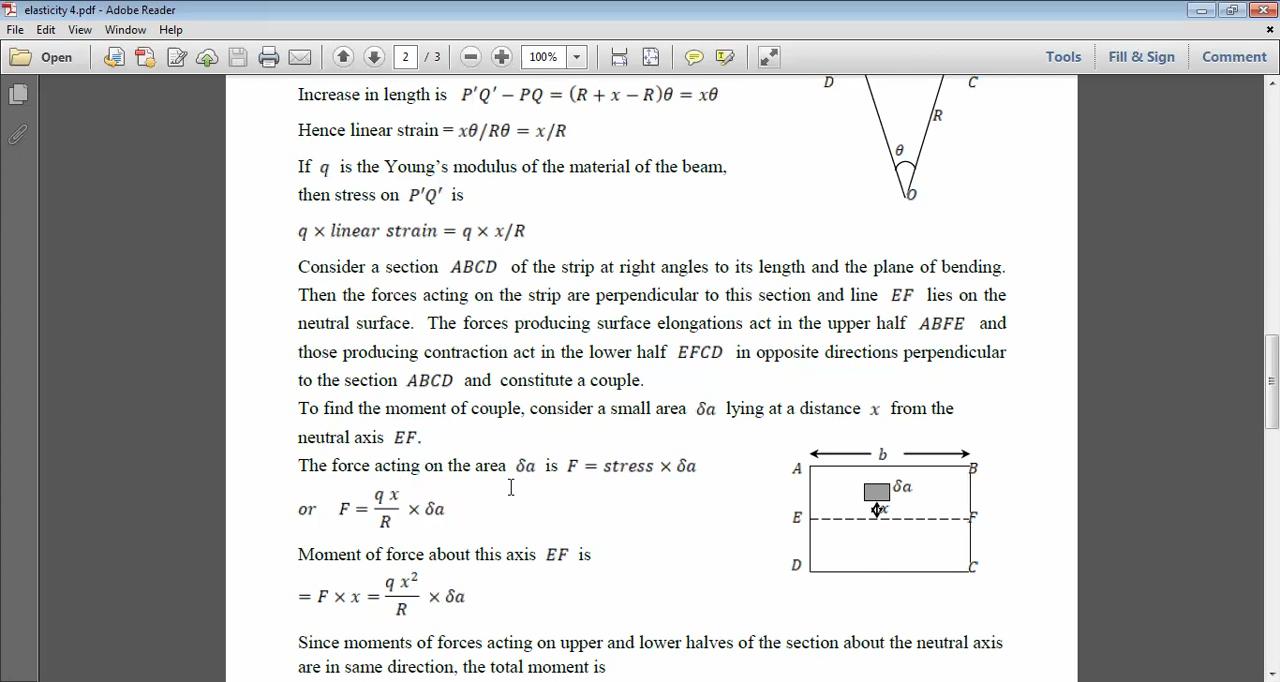 elasticity 4.pdf - Adobe Reader
File Edit View Window Help
Open 2 / 3 100% Tools Fill & Sign Comment
D C
Increase in length is P'Q' − PQ = (R + x − R)θ = xθ
R
Hence linear strain = xθ/Rθ = x/R
θ
If q is the Young's modulus of the material of the beam,
then stress on P'Q' is
O
q × linear strain = q × x/R
Consider a section ABCD of the strip at right angles to its length and the plane of bending.
Then the forces acting on the strip are perpendicular to this section and line EF lies on the
neutral surface. The forces producing surface elongations act in the upper half ABFE and
those producing contraction act in the lower half EFCD in opposite directions perpendicular
to the section ABCD and constitute a couple.
To find the moment of couple, consider a small area δa lying at a distance x from the
neutral axis EF.
The force acting on the area δa is F = stress × δa
or F = q x / R × δa
Moment of force about this axis EF is
= F × x = q x² / R × δa
b
A B
δa
x
E F
D C
Since moments of forces acting on upper and lower halves of the section about the neutral axis
are in same direction, the total moment is